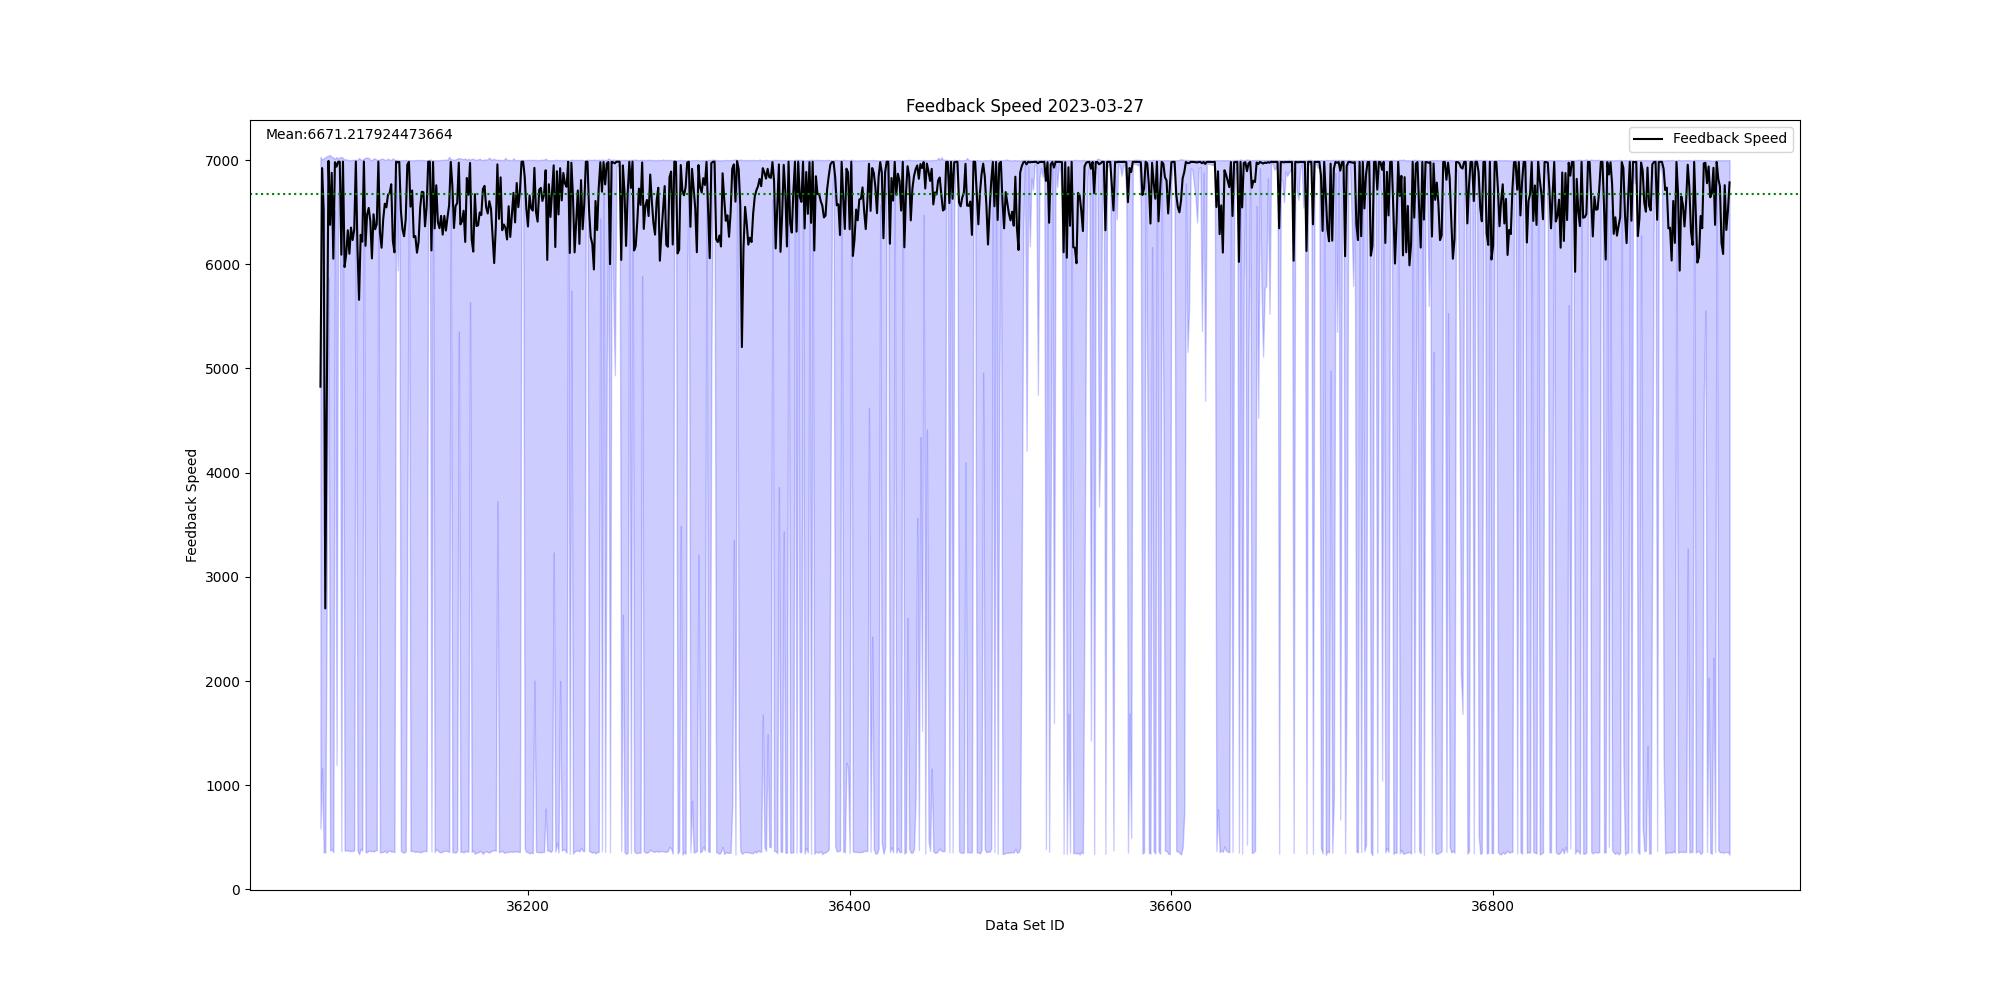 Feedback Speed 2023-03-27
Mean:6671.217924473664
Feedback Speed
7000
6000
5000
4000
3000
2000
1000
0
Feedback Speed
36200
36400
36600
36800
Data Set ID